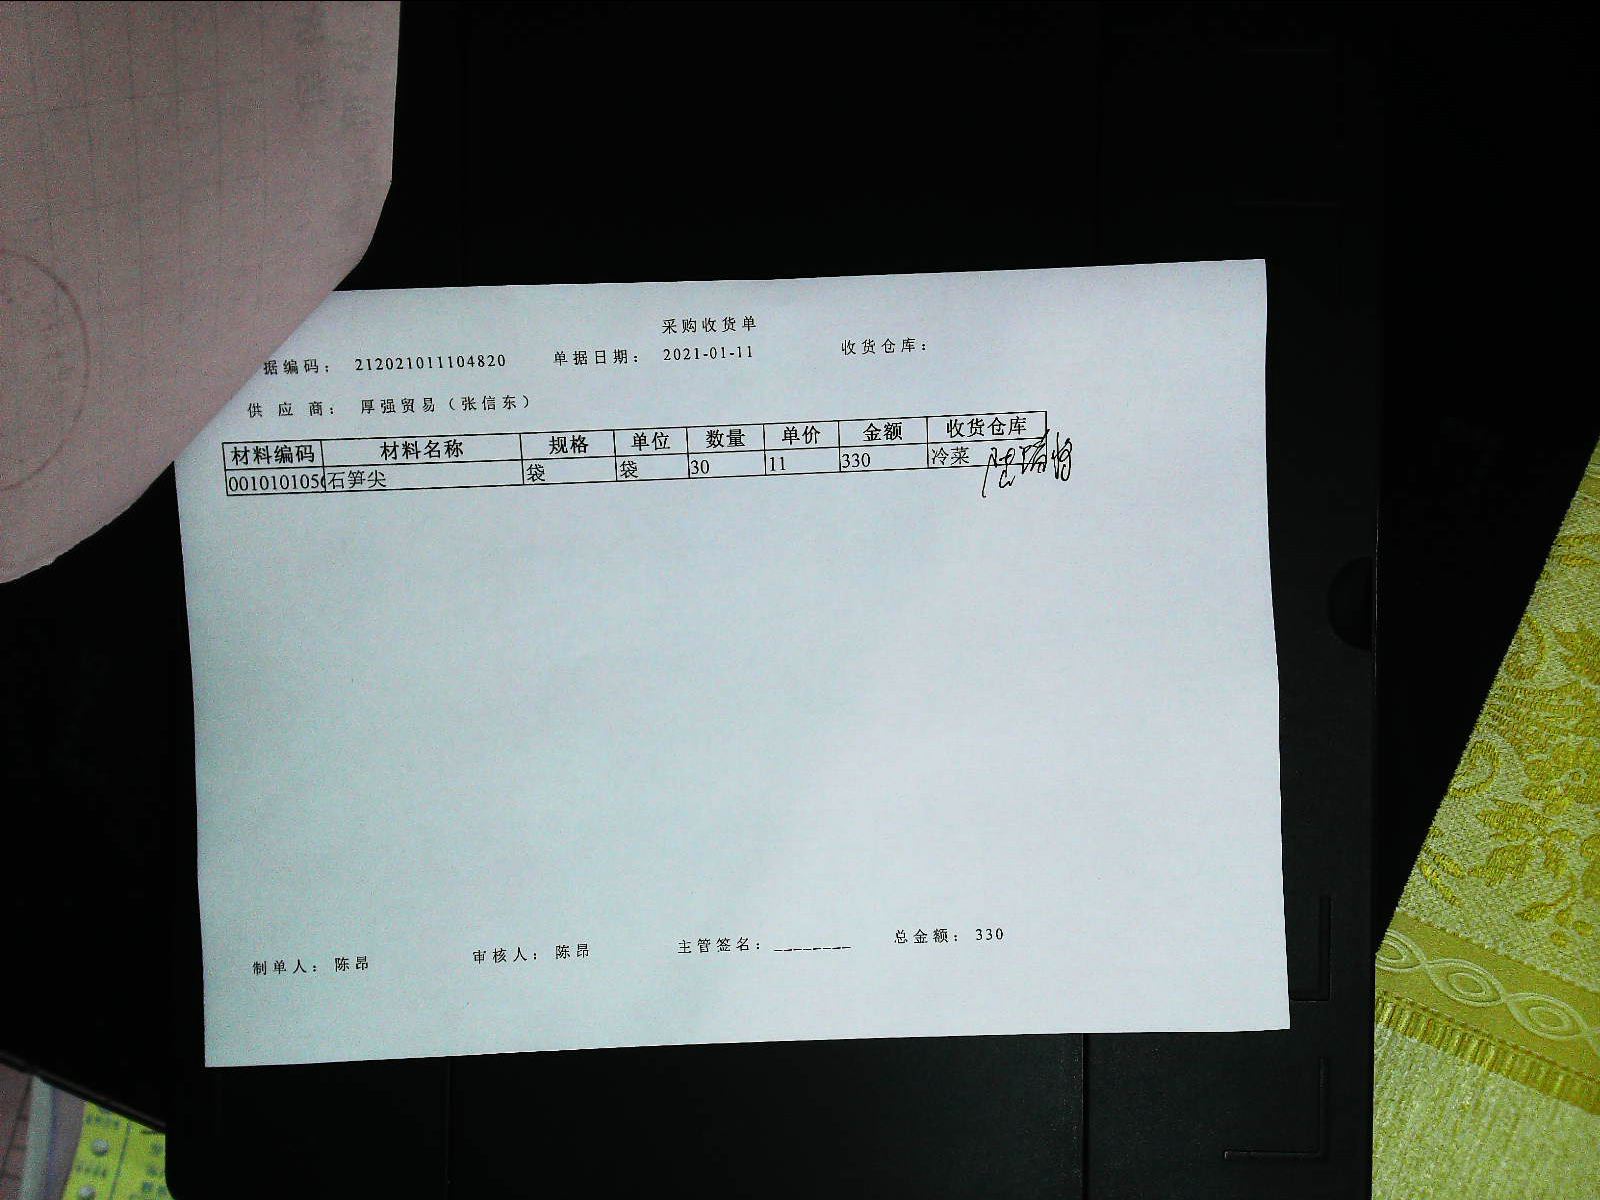 采购收货单
据编码： 212021011104820 单据日期： 2021-01-11 收货仓库：
供应商： 厚强贸易（张信东）
材料编码 材料名称 规格 单位 数量 单价 金额 收货仓库
001010105 石笋尖 袋 袋 30 11 330 冷菜
制单人： 陈昂 审核人： 陈昂 主管签名：________ 总金额： 330